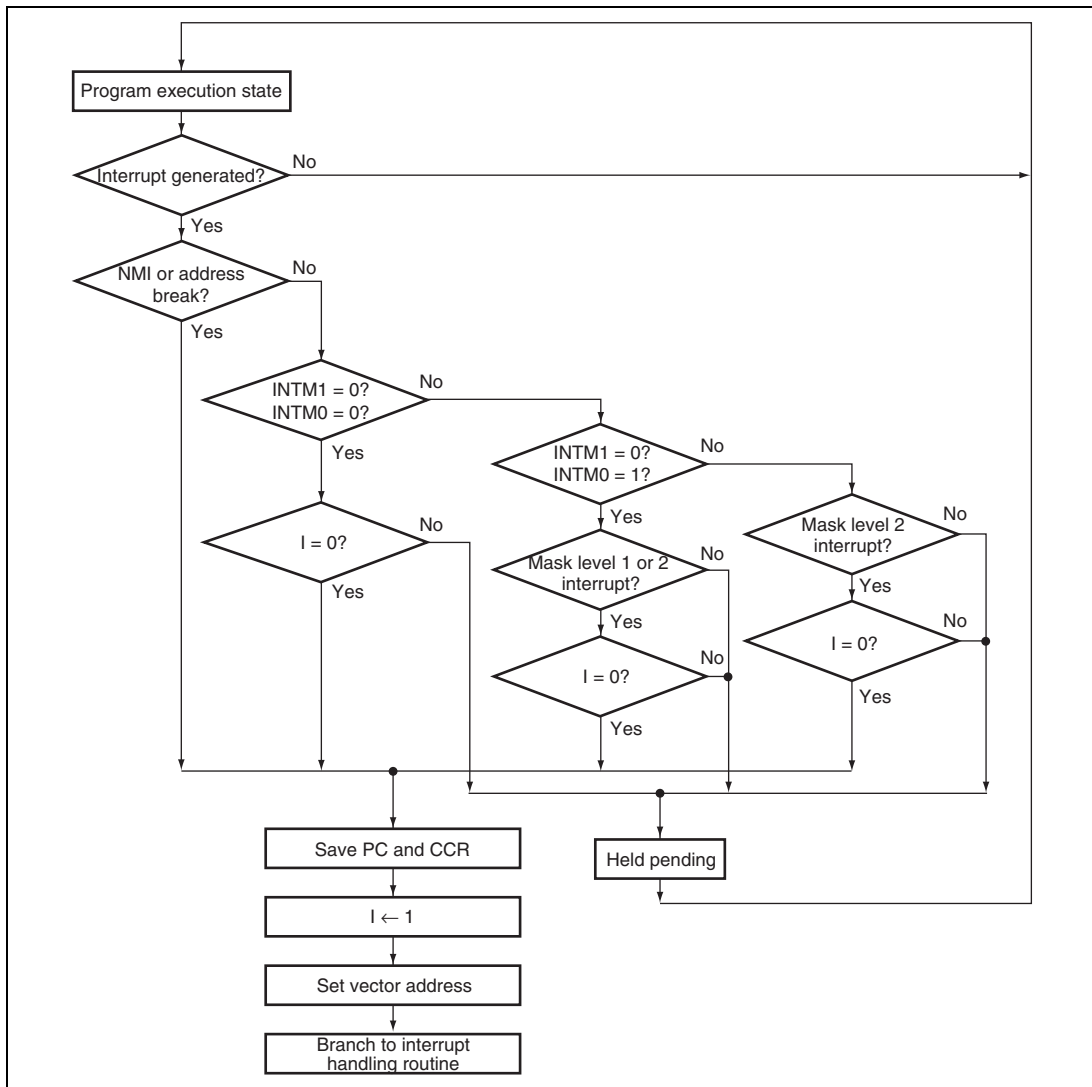 Program execution state
Interrupt generated?
No
Yes
NMI or address
break?
No
Yes
INTM1 = 0?
INTM0 = 0?
No
Yes
INTM1 = 0?
INTM0 = 1?
No
Yes
I = 0?
No
Yes
Mask level 1 or 2
interrupt?
No
Yes
Mask level 2
interrupt?
No
Yes
I = 0?
No
Yes
I = 0?
No
Yes
Save PC and CCR
Held pending
I ← 1
Set vector address
Branch to interrupt
handling routine